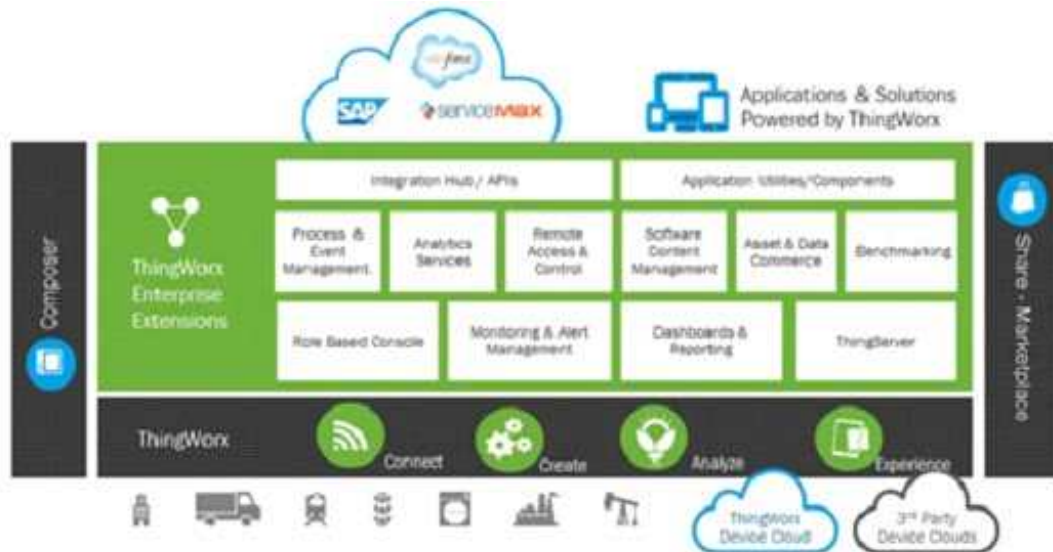 SAP
servicemax
Applications & Solutions
Powered by ThingWorx
Composer
ThingWorx
Enterprise
Extensions
Integration Hub / APIs
Application Utilities/Components
Process &
Event
Management.
Analytics
Services
Remote
Access &
Control
Software
Content
Management
Asset & Data
Commerce
Benchmarking
Role Based Console
Monitoring & Alert
Management
Dashboards &
Reporting
ThingServer
Share - Marketplace
ThingWorx
Connect
Create
Analyze
Experience
ThingWorx
Device Cloud
3rd Party
Device Clouds